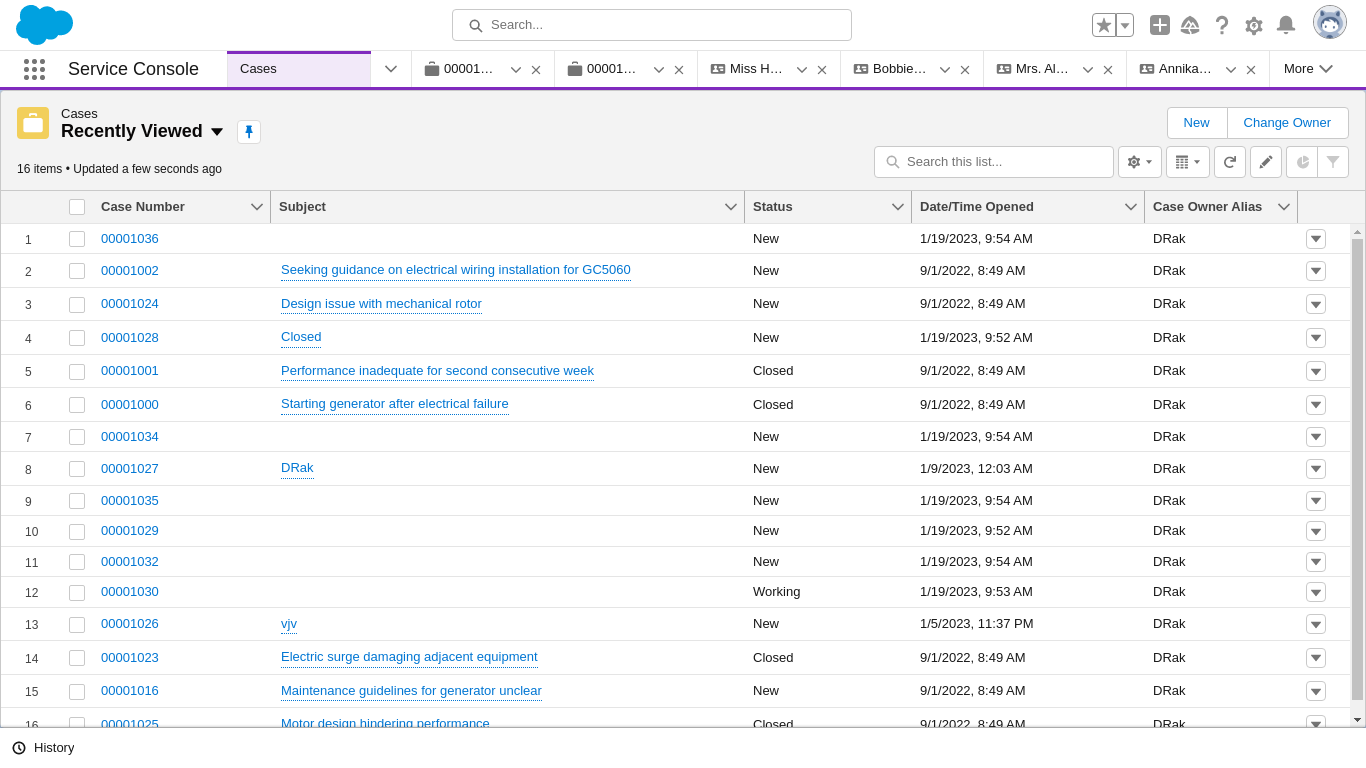 Search...
Service Console
Cases
00001...
00001...
Miss H...
Bobbie...
Mrs. Al...
Annika...
More
Cases
Recently Viewed
New
Change Owner
16 items • Updated a few seconds ago
Search this list...
Case Number Subject Status Date/Time Opened Case Owner Alias
1 00001036 New 1/19/2023, 9:54 AM DRak
2 00001002 Seeking guidance on electrical wiring installation for GC5060 New 9/1/2022, 8:49 AM DRak
3 00001024 Design issue with mechanical rotor New 9/1/2022, 8:49 AM DRak
4 00001028 Closed New 1/19/2023, 9:52 AM DRak
5 00001001 Performance inadequate for second consecutive week Closed 9/1/2022, 8:49 AM DRak
6 00001000 Starting generator after electrical failure Closed 9/1/2022, 8:49 AM DRak
7 00001034 New 1/19/2023, 9:54 AM DRak
8 00001027 DRak New 1/9/2023, 12:03 AM DRak
9 00001035 New 1/19/2023, 9:54 AM DRak
10 00001029 New 1/19/2023, 9:52 AM DRak
11 00001032 New 1/19/2023, 9:54 AM DRak
12 00001030 Working 1/19/2023, 9:53 AM DRak
13 00001026 vjv New 1/5/2023, 11:37 PM DRak
14 00001023 Electric surge damaging adjacent equipment Closed 9/1/2022, 8:49 AM DRak
15 00001016 Maintenance guidelines for generator unclear New 9/1/2022, 8:49 AM DRak
16 00001025 Motor design hindering performance Closed 9/1/2022, 8:49 AM DRak
History